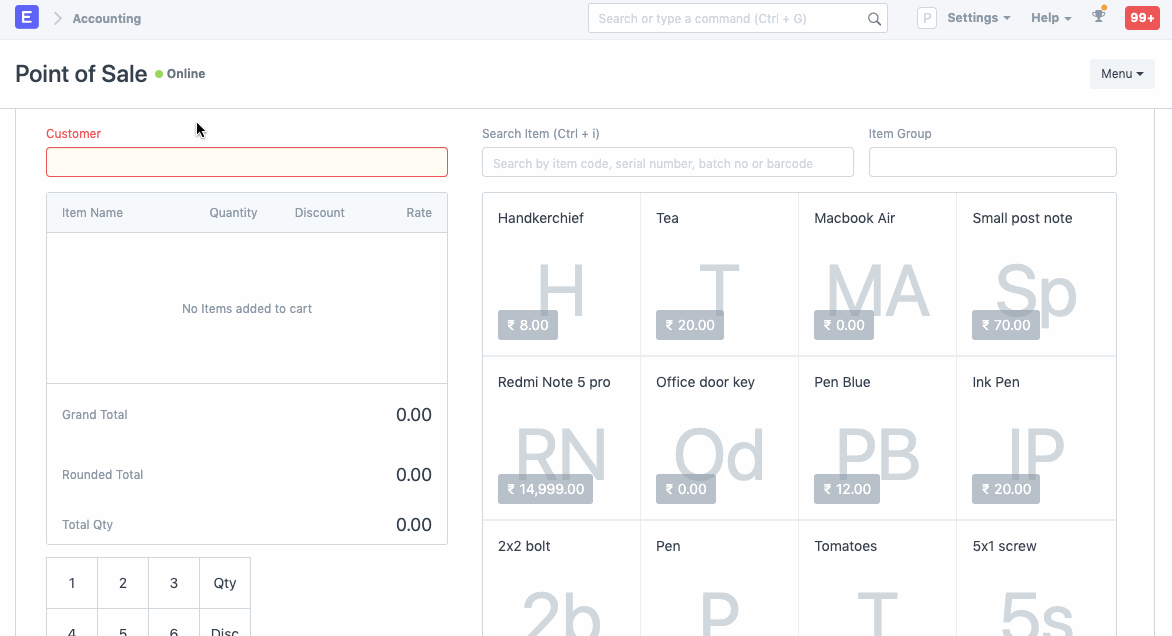 E Accounting Search or type a command (Ctrl + G) P Settings Help 99+
Point of Sale Online Menu
Customer Search Item (Ctrl + i) Item Group
Search by item code, serial number, batch no or barcode
Item Name Quantity Discount Rate
No Items added to cart
Grand Total 0.00
Rounded Total 0.00
Total Qty 0.00
1 2 3 Qty
4 5 6 Disc
Handkerchief Tea Macbook Air Small post note
H T MA Sp
₹ 8.00 ₹ 20.00 ₹ 0.00 ₹ 70.00
Redmi Note 5 pro Office door key Pen Blue Ink Pen
RN Od PB IP
₹ 14,999.00 ₹ 0.00 ₹ 12.00 ₹ 20.00
2x2 bolt Pen Tomatoes 5x1 screw
2b P T 5s